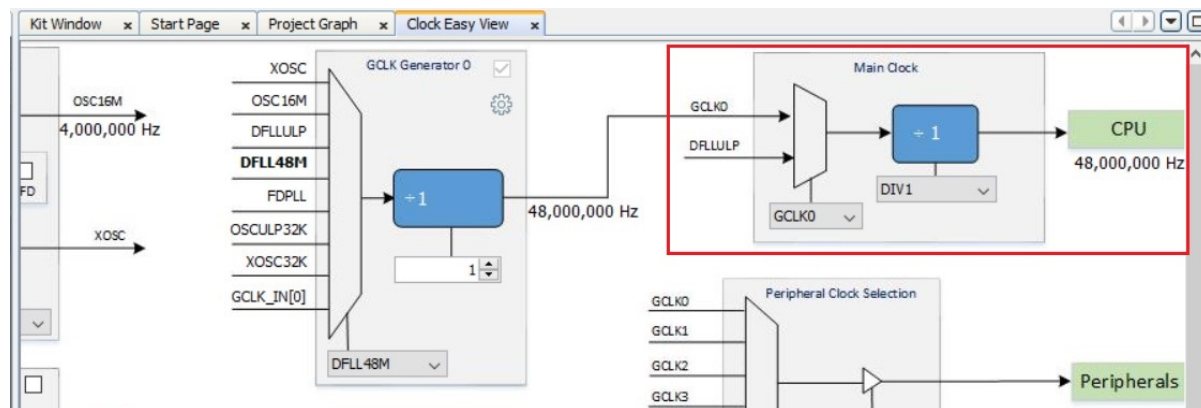 Kit Window x Start Page x Project Graph x Clock Easy View x
OSC16M
4,000,000 Hz
FD
XOSC
GCLK Generator 0
XOSC
OSC16M
DFLLULP
DFLL48M
FDPLL
OSCULP32K
XOSC32K
GCLK_IN[0]
÷1
1
DFLL48M
48,000,000 Hz
Main Clock
GCLK0
DFLLULP
÷ 1
GCLK0
DIV1
CPU
48,000,000 Hz
Peripheral Clock Selection
GCLK0
GCLK1
GCLK2
GCLK3
Peripherals